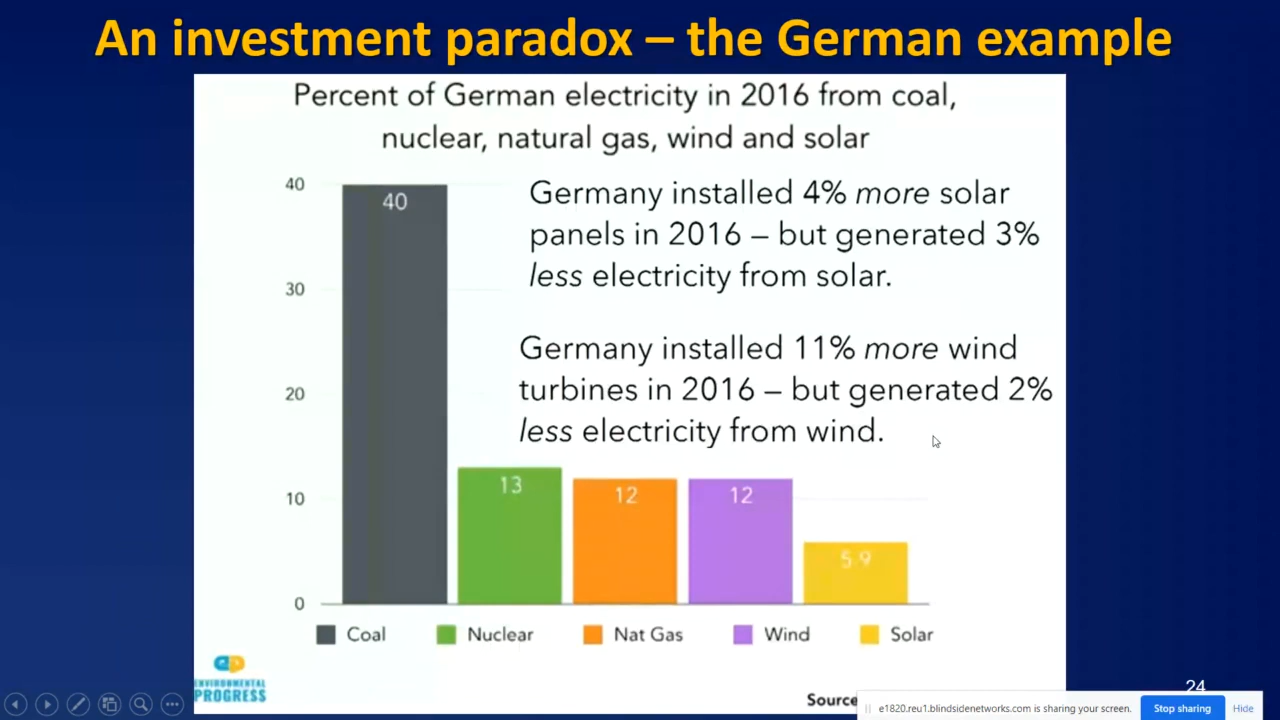 An investment paradox – the German example
Percent of German electricity in 2016 from coal,
nuclear, natural gas, wind and solar
40
40
Germany installed 4% more solar
panels in 2016 – but generated 3%
less electricity from solar.
30
Germany installed 11% more wind
turbines in 2016 – but generated 2%
less electricity from wind.
20
13
12
12
5.9
10
0
Coal
Nuclear
Nat Gas
Wind
Solar
ENVIRONMENTAL
PROGRESS
Source
24
e1820.reu1.blindsidenetworks.com is sharing your screen.
Stop sharing
Hide